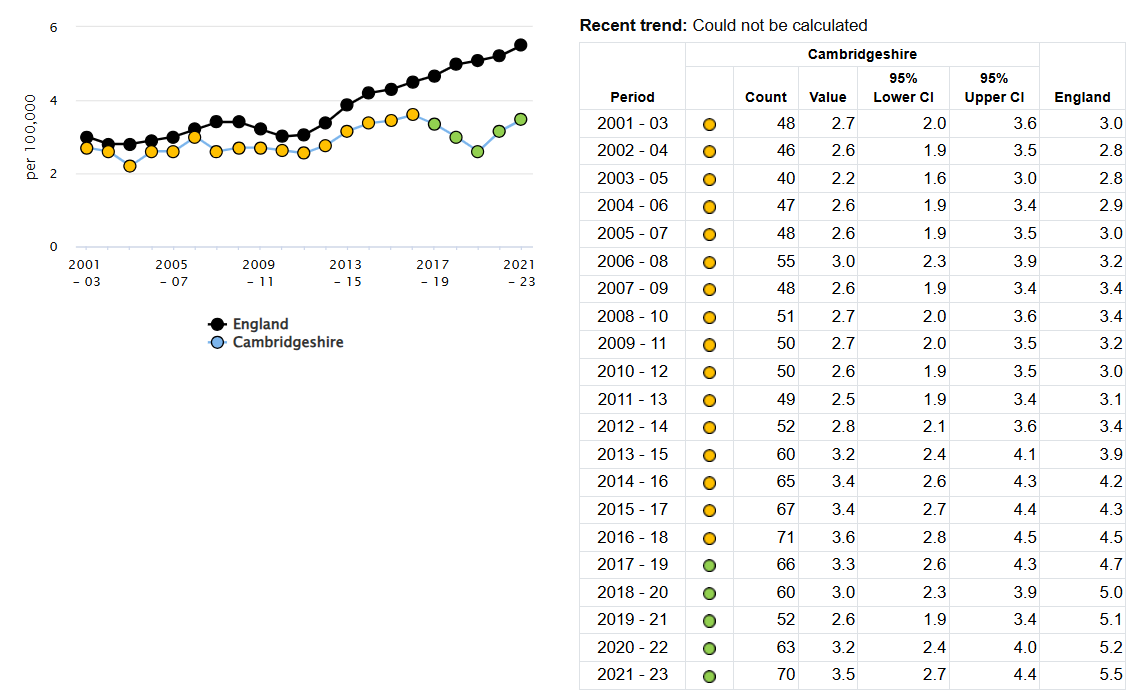 6
4
2
0
per 100,000
2001 2005 2009 2013 2017 2021
– 03 – 07 – 11 – 15 – 19 – 23
England
Cambridgeshire
Recent trend: Could not be calculated
Cambridgeshire
95% 95%
Period Count Value Lower CI Upper CI England
2001 - 03 48 2.7 2.0 3.6 3.0
2002 - 04 46 2.6 1.9 3.5 2.8
2003 - 05 40 2.2 1.6 3.0 2.8
2004 - 06 47 2.6 1.9 3.4 2.9
2005 - 07 48 2.6 1.9 3.5 3.0
2006 - 08 55 3.0 2.3 3.9 3.2
2007 - 09 48 2.6 1.9 3.4 3.4
2008 - 10 51 2.7 2.0 3.6 3.4
2009 - 11 50 2.7 2.0 3.5 3.2
2010 - 12 50 2.6 1.9 3.5 3.0
2011 - 13 49 2.5 1.9 3.4 3.1
2012 - 14 52 2.8 2.1 3.6 3.4
2013 - 15 60 3.2 2.4 4.1 3.9
2014 - 16 65 3.4 2.6 4.3 4.2
2015 - 17 67 3.4 2.7 4.4 4.3
2016 - 18 71 3.6 2.8 4.5 4.5
2017 - 19 66 3.3 2.6 4.3 4.7
2018 - 20 60 3.0 2.3 3.9 5.0
2019 - 21 52 2.6 1.9 3.4 5.1
2020 - 22 63 3.2 2.4 4.0 5.2
2021 - 23 70 3.5 2.7 4.4 5.5